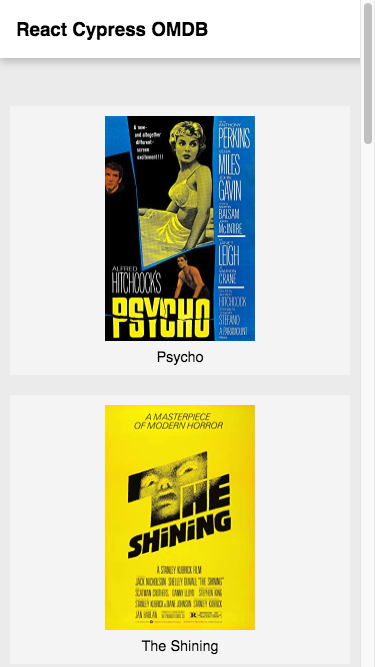 React Cypress OMDB
A new-
and altogether
different-
screen
excitement!!!
ANTHONY
PERKINS
VERA
MILES
JOHN
GAVIN
MARTIN
BALSAM
JOHN
McINTIRE
JANET
LEIGH
MARION
CRANE
ALFRED
HITCHCOCK'S
PSYCHO
HITCHCOCK
STEFANO
A PARAMOUNT
Psycho
A MASTERPIECE
OF MODERN HORROR
THE
SHiNiNG
A STANLEY KUBRICK FILM
JACK NICHOLSON SHELLEY DUVALL "THE SHINING"
SCATMAN CROTHERS, DANNY LLOYD STEPHEN KING
STANLEY KUBRICK & DIANE JOHNSON STANLEY KUBRICK
JAN HARLAN
R
The Shining